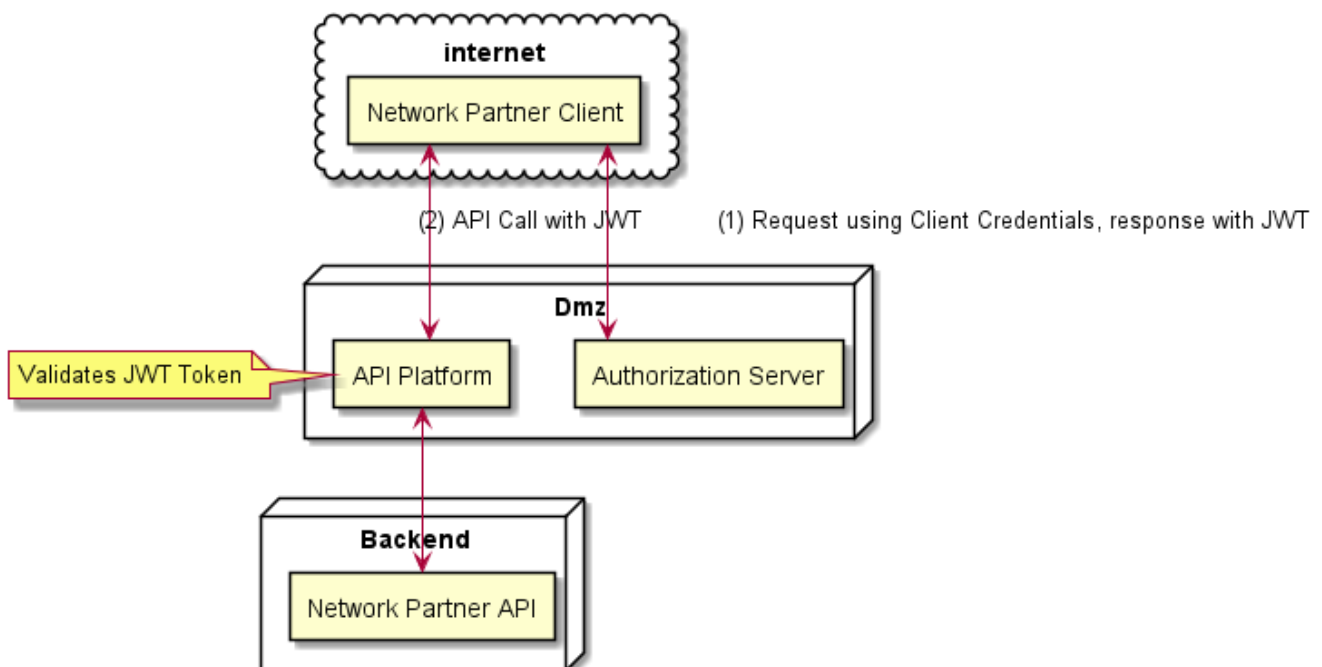 internet
Network Partner Client
(2) API Call with JWT
(1) Request using Client Credentials, response with JWT
Dmz
Validates JWT Token
API Platform
Authorization Server
Backend
Network Partner API